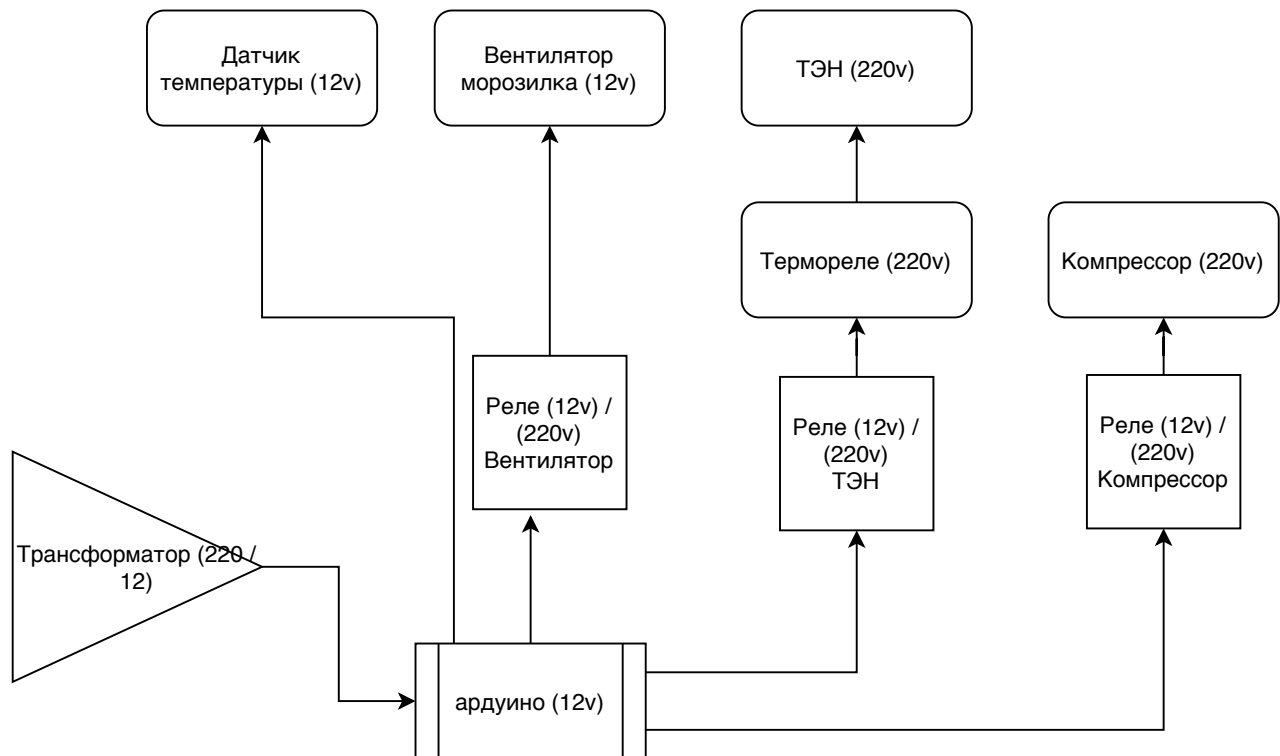 Датчик
температуры (12v)
Вентилятор
морозилка (12v)
ТЭН (220v)
Термореле (220v)
Компрессор (220v)
Реле (12v) /
(220v)
Вентилятор
Реле (12v) /
(220v)
ТЭН
Реле (12v) /
(220v)
Компрессор
Трансформатор (220 /
12)
ардуино (12v)